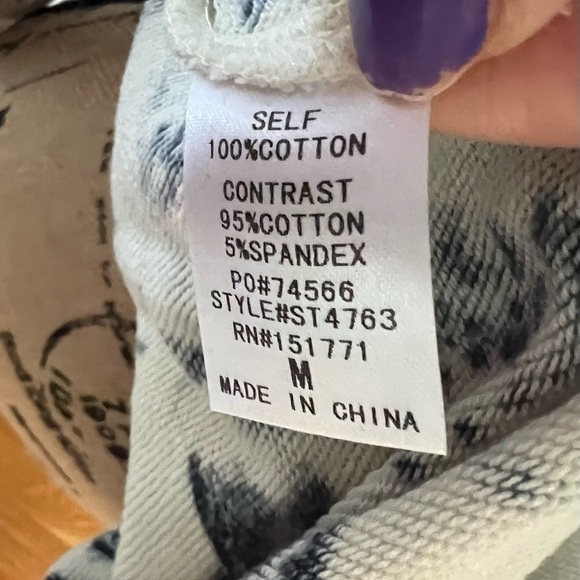 SELF
100%COTTON
CONTRAST
95%COTTON
5%SPANDEX
PO#74566
STYLE#ST4763
RN#151771
M
MADE IN CHINA